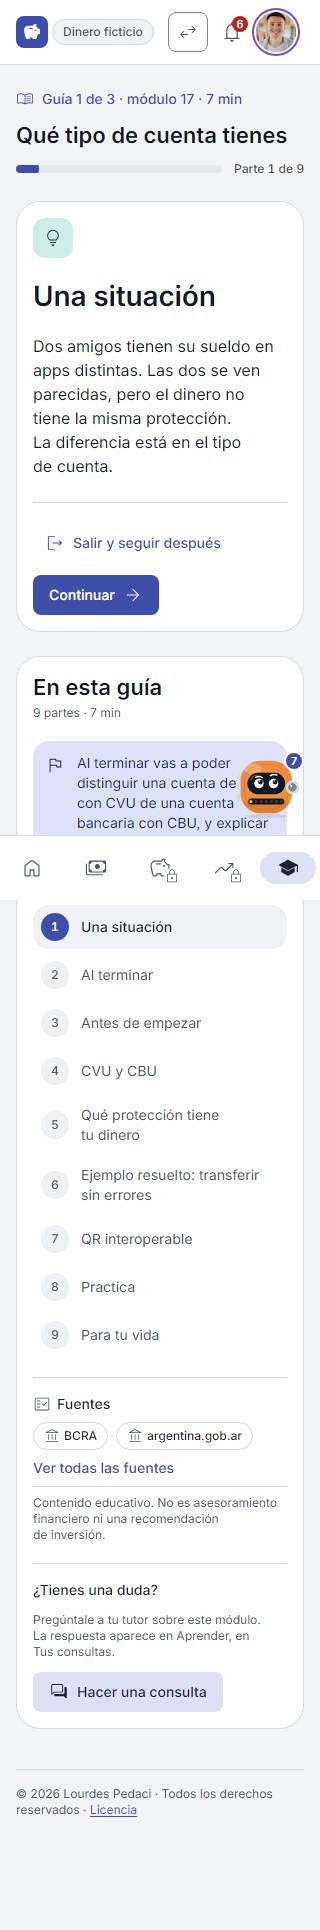 Dinero ficticio
6
Guía 1 de 3 · módulo 17 · 7 min
Qué tipo de cuenta tienes
Parte 1 de 9
Una situación
Dos amigos tienen su sueldo en
apps distintas. Las dos se ven
parecidas, pero el dinero no
tiene la misma protección.
La diferencia está en el tipo
de cuenta.
Salir y seguir después
Continuar
En esta guía
9 partes · 7 min
Al terminar vas a poder
distinguir una cuenta de
con CVU de una cuenta
bancaria con CBU, y explicar
7
1 Una situación
2 Al terminar
3 Antes de empezar
4 CVU y CBU
5 Qué protección tiene
tu dinero
6 Ejemplo resuelto: transferir
sin errores
7 QR interoperable
8 Practica
9 Para tu vida
Fuentes
BCRA argentina.gob.ar
Ver todas las fuentes
Contenido educativo. No es asesoramiento
financiero ni una recomendación
de inversión.
¿Tienes una duda?
Pregúntale a tu tutor sobre este módulo.
La respuesta aparece en Aprender, en
Tus consultas.
Hacer una consulta
© 2026 Lourdes Pedaci · Todos los derechos
reservados · Licencia